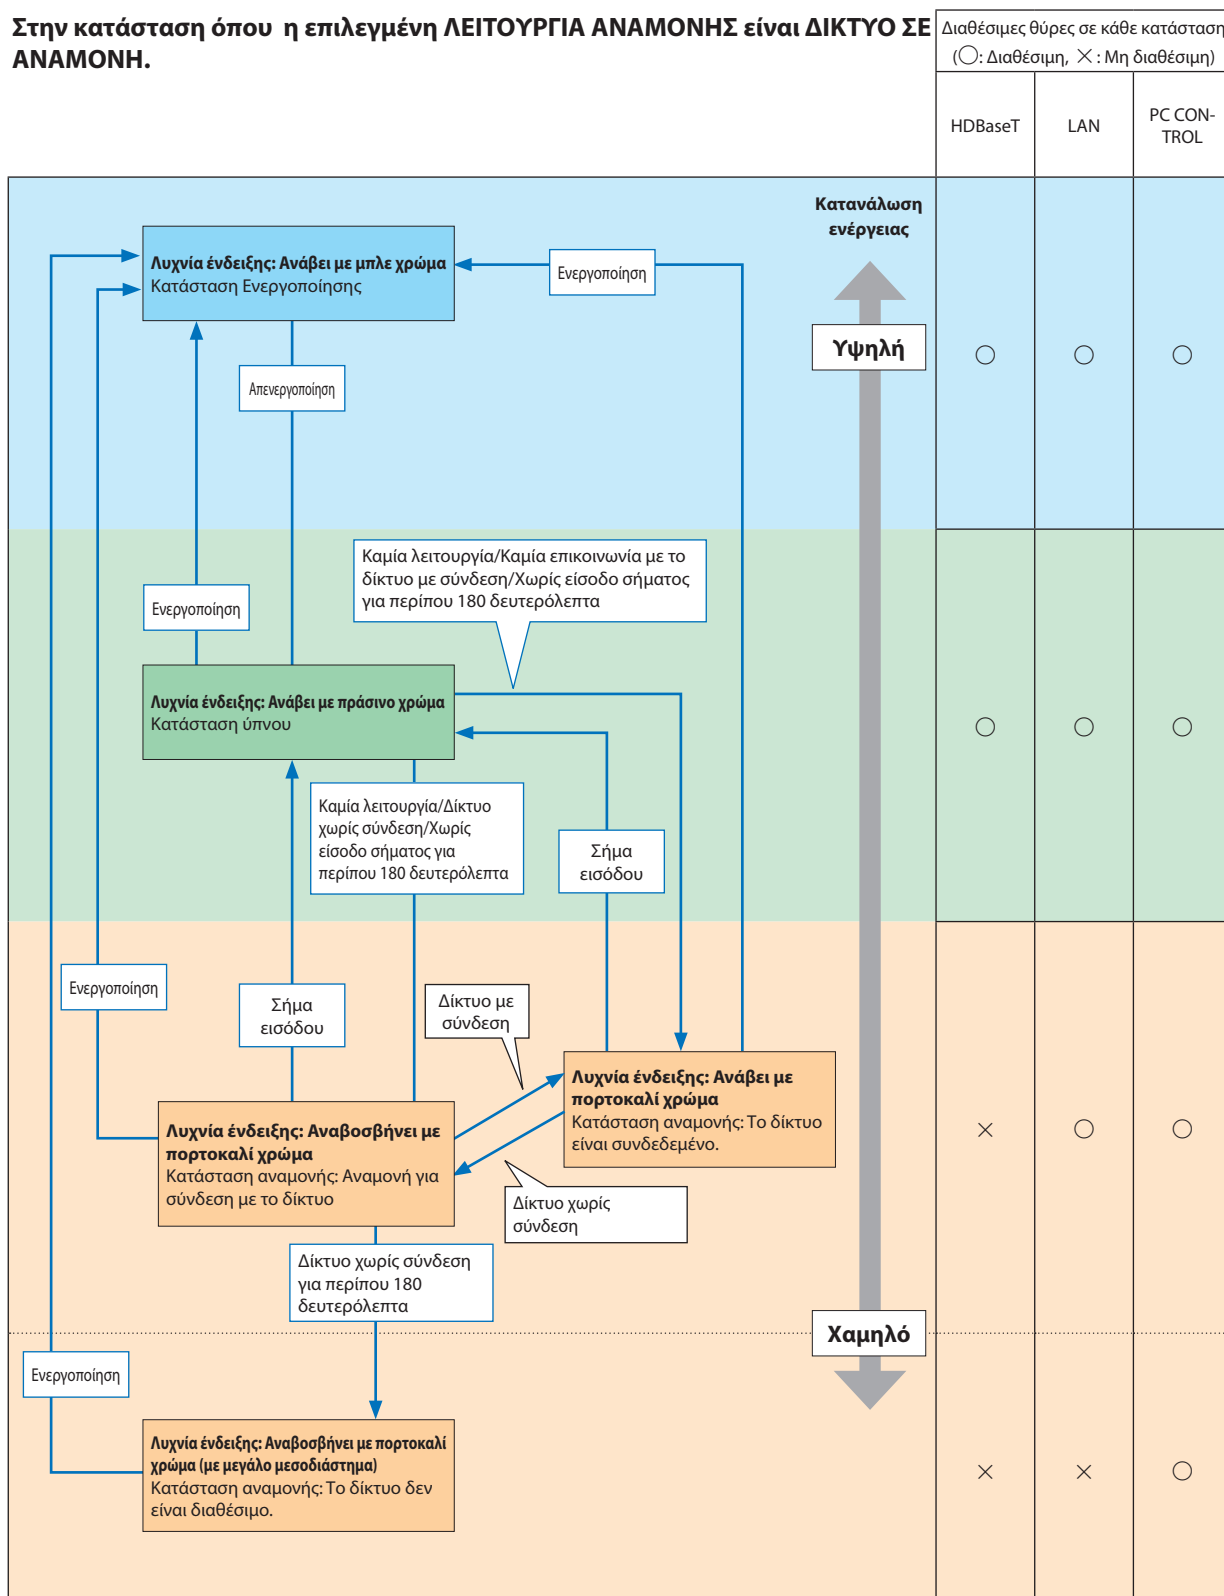 Στην κατάσταση όπου η επιλεγμένη ΛΕΙΤΟΥΡΓΙΑ ΑΝΑΜΟΝΗΣ είναι ΔΙΚΤΥΟ ΣΕ
ΑΝΑΜΟΝΗ.
Διαθέσιμες θύρες σε κάθε κατάσταση
(○: Διαθέσιμη, ×: Μη διαθέσιμη)
HDBaseT
LAN
PC CON-
TROL
Κατανάλωση
ενέργειας
Λυχνία ένδειξης: Ανάβει με μπλε χρώμα
Κατάσταση Ενεργοποίησης
Ενεργοποίηση
Υψηλή
○ ○ ○
Απενεργοποίηση
Καμία λειτουργία/Καμία επικοινωνία με το
δίκτυο με σύνδεση/Χωρίς είσοδο σήματος
για περίπου 180 δευτερόλεπτα
Ενεργοποίηση
Λυχνία ένδειξης: Ανάβει με πράσινο χρώμα
Κατάσταση ύπνου
○ ○ ○
Καμία λειτουργία/Δίκτυο
χωρίς σύνδεση/Χωρίς
είσοδο σήματος για
περίπου 180 δευτερόλεπτα
Σήμα
εισόδου
Ενεργοποίηση
Σήμα
εισόδου
Δίκτυο με
σύνδεση
Λυχνία ένδειξης: Ανάβει με
πορτοκαλί χρώμα
Κατάσταση αναμονής: Το δίκτυο
είναι συνδεδεμένο.
× ○ ○
Λυχνία ένδειξης: Αναβοσβήνει με
πορτοκαλί χρώμα
Κατάσταση αναμονής: Αναμονή για
σύνδεση με το δίκτυο
Δίκτυο χωρίς
σύνδεση
Δίκτυο χωρίς σύνδεση
για περίπου 180
δευτερόλεπτα
Χαμηλό
Ενεργοποίηση
Λυχνία ένδειξης: Αναβοσβήνει με πορτοκαλί
χρώμα (με μεγάλο μεσοδιάστημα)
Κατάσταση αναμονής: Το δίκτυο δεν
είναι διαθέσιμο.
× × ○